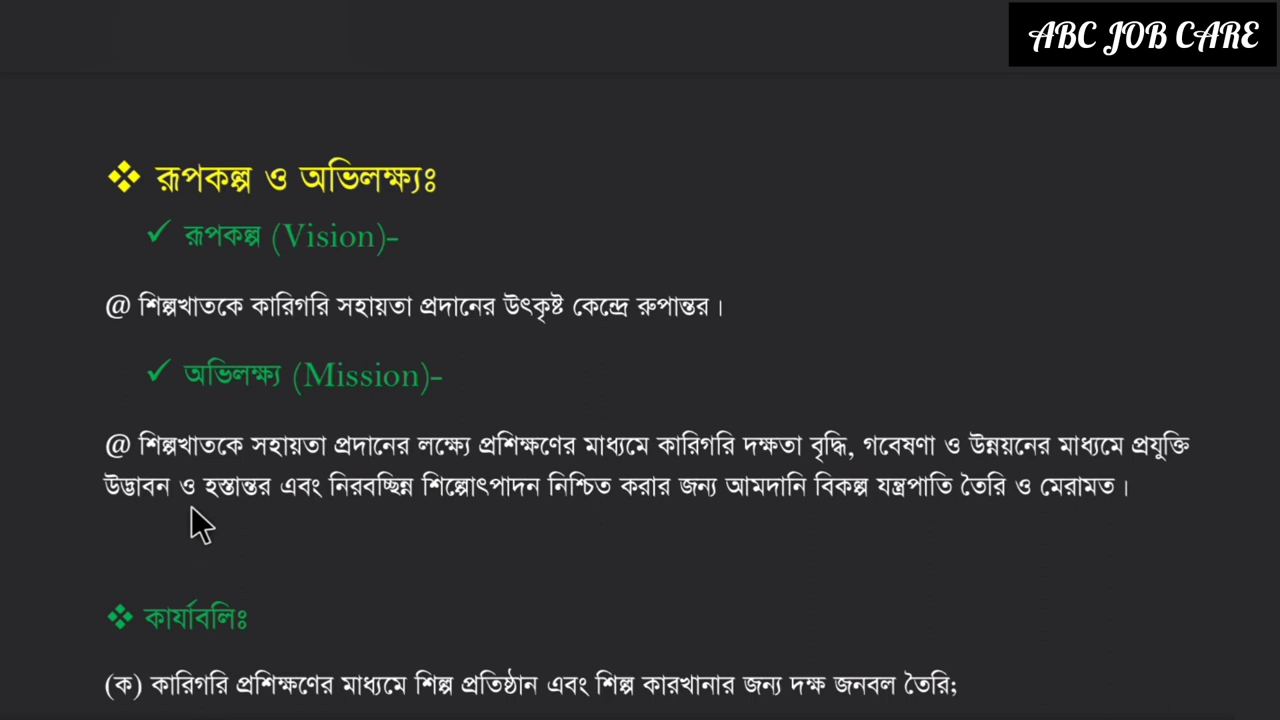 ABC JOB CARE
❖ রূপকল্প ও অভিলক্ষ্যঃ
✓ রূপকল্প (Vision)-
@ শিল্পখাতকে কারিগরি সহায়তা প্রদানের উৎকৃষ্ট কেন্দ্রে রুপান্তর।
✓ অভিলক্ষ্য (Mission)-
@ শিল্পখাতকে সহায়তা প্রদানের লক্ষ্যে প্রশিক্ষণের মাধ্যমে কারিগরি দক্ষতা বৃদ্ধি, গবেষণা ও উন্নয়নের মাধ্যমে প্রযুক্তি
উদ্ভাবন ও হস্তান্তর এবং নিরবচ্ছিন্ন শিল্পোৎপাদন নিশ্চিত করার জন্য আমদানি বিকল্প যন্ত্রপাতি তৈরি ও মেরামত।
❖ কার্যাবলিঃ
(ক) কারিগরি প্রশিক্ষণের মাধ্যমে শিল্প প্রতিষ্ঠান এবং শিল্প কারখানার জন্য দক্ষ জনবল তৈরি;